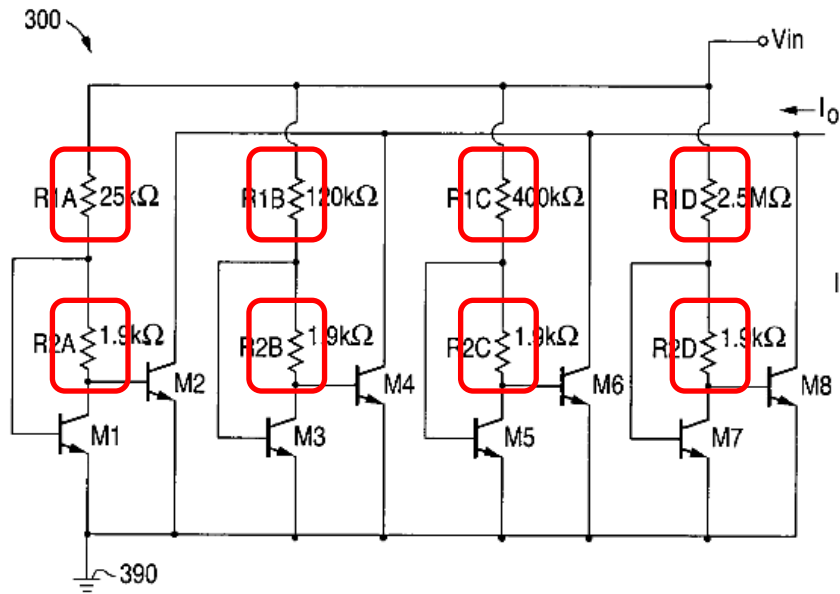 300
Vin
Io
R1A 25kΩ R1B 120kΩ R1C 400kΩ R1D 2.5MΩ
I
R2A 1.9kΩ R2B 1.9kΩ R2C 1.9kΩ R2D 1.9kΩ
M2 M4 M6 M8
M1 M3 M5 M7
390